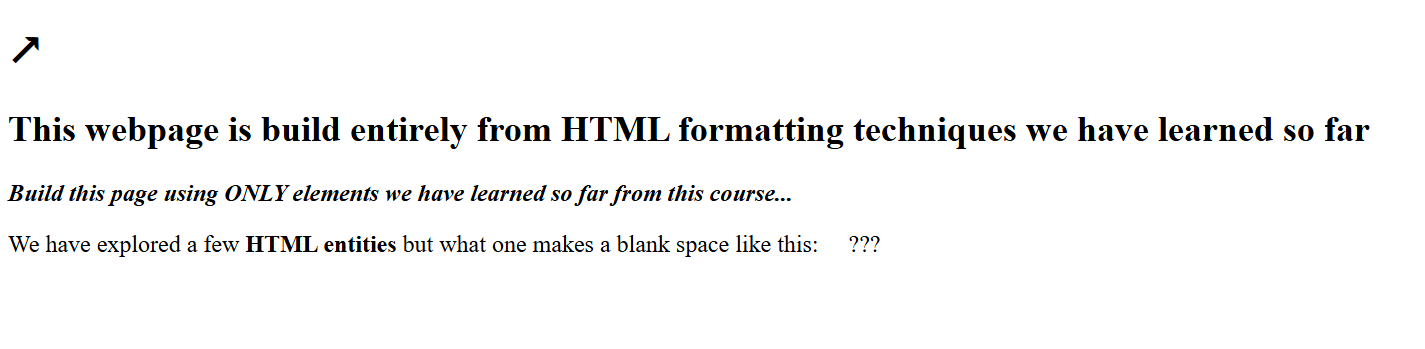 ↗
This webpage is build entirely from HTML formatting techniques we have learned so far
Build this page using ONLY elements we have learned so far from this course...
We have explored a few HTML entities but what one makes a blank space like this:     ???